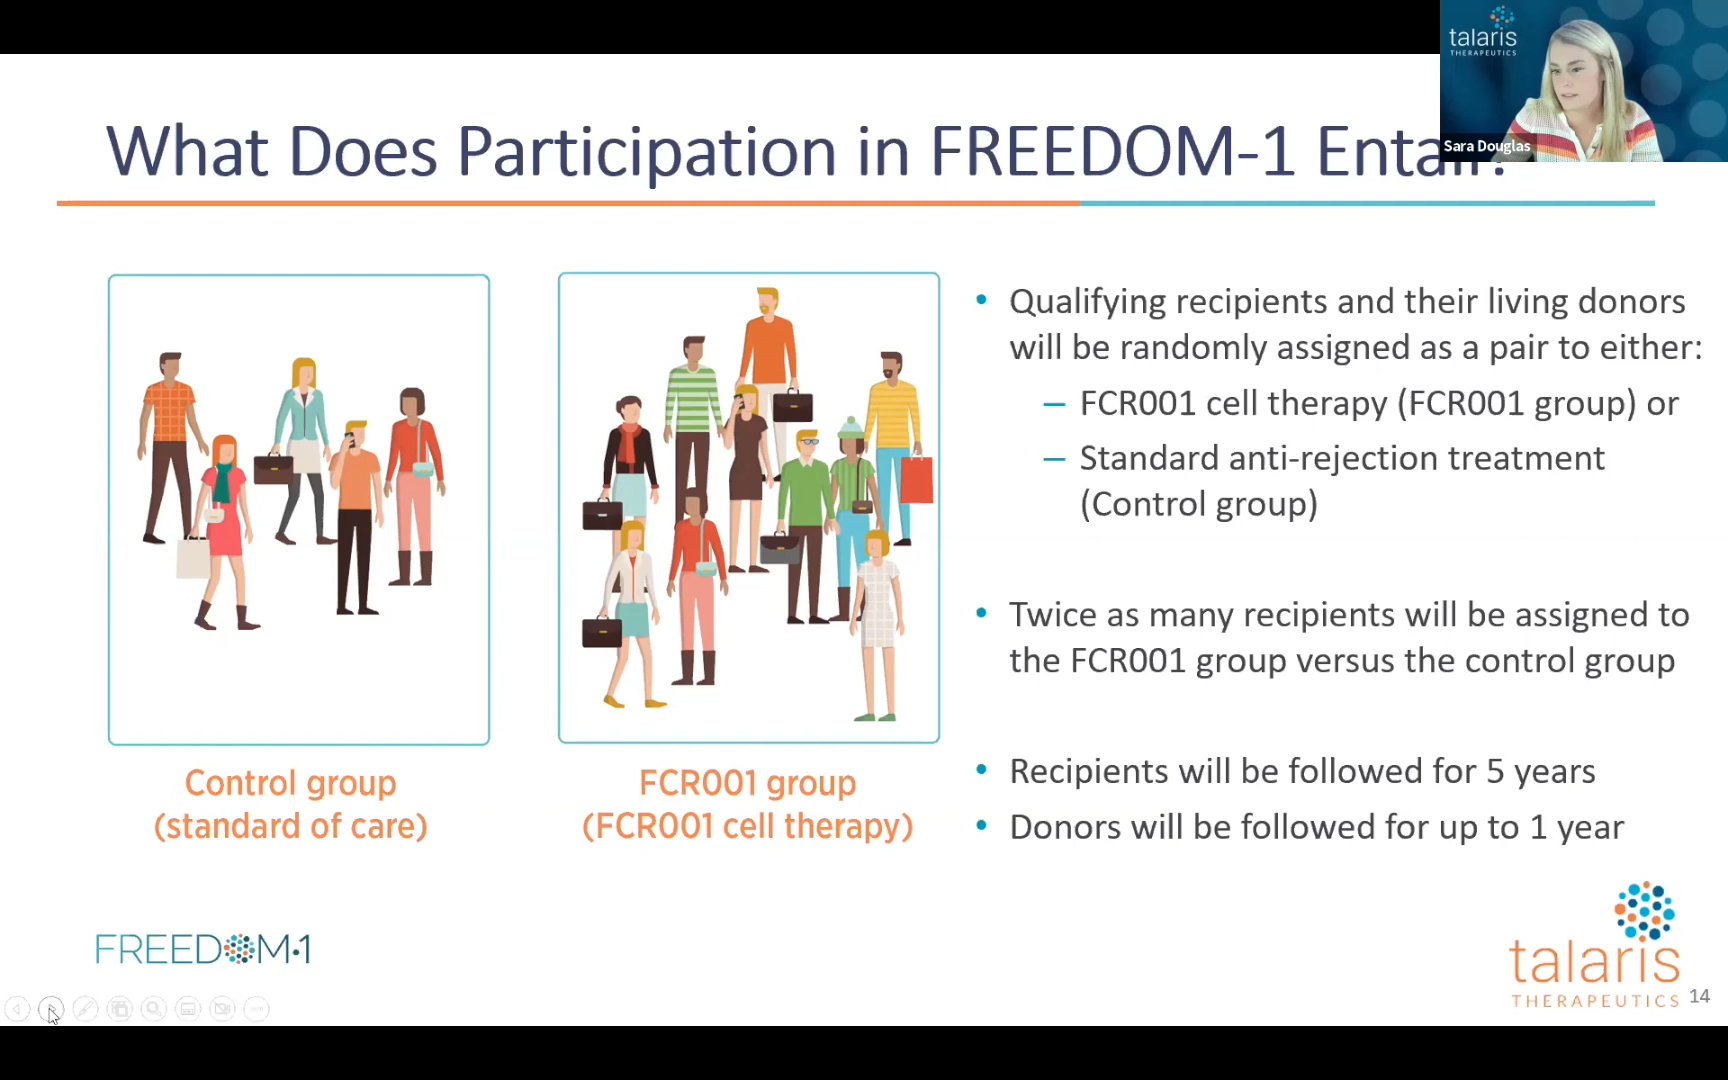 talaris
THERAPEUTICS
Sara Douglas
What Does Participation in FREEDOM-1 Entail?
• Qualifying recipients and their living donors
will be randomly assigned as a pair to either:
– FCR001 cell therapy (FCR001 group) or
– Standard anti-rejection treatment
(Control group)
• Twice as many recipients will be assigned to
the FCR001 group versus the control group
• Recipients will be followed for 5 years
• Donors will be followed for up to 1 year
Control group
(standard of care)
FCR001 group
(FCR001 cell therapy)
FREEDOM·1
talaris
THERAPEUTICS
14